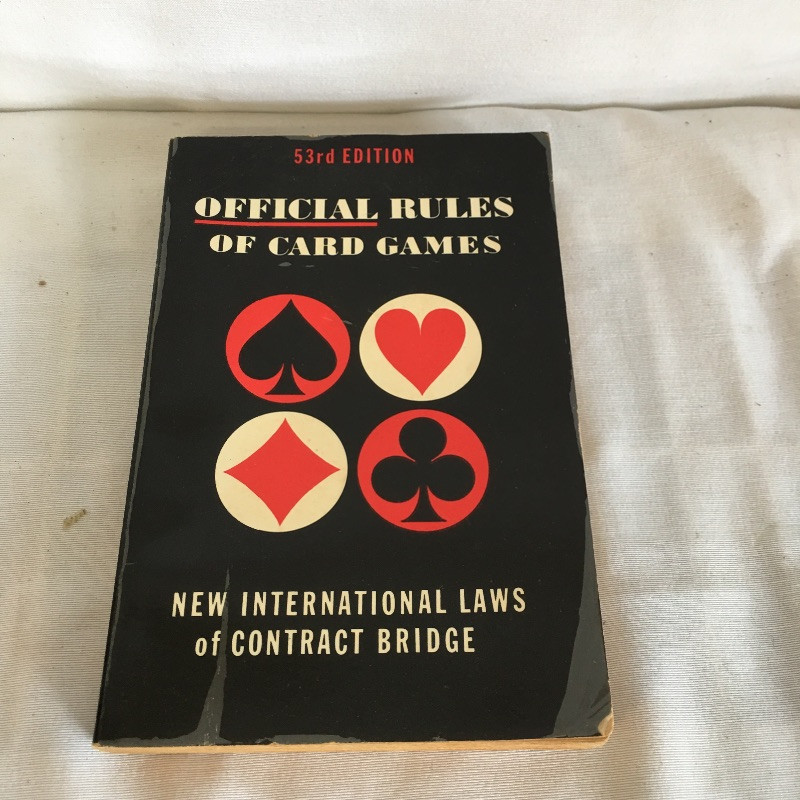 53rd EDITION
OFFICIAL RULES
OF CARD GAMES
NEW INTERNATIONAL LAWS
of CONTRACT BRIDGE